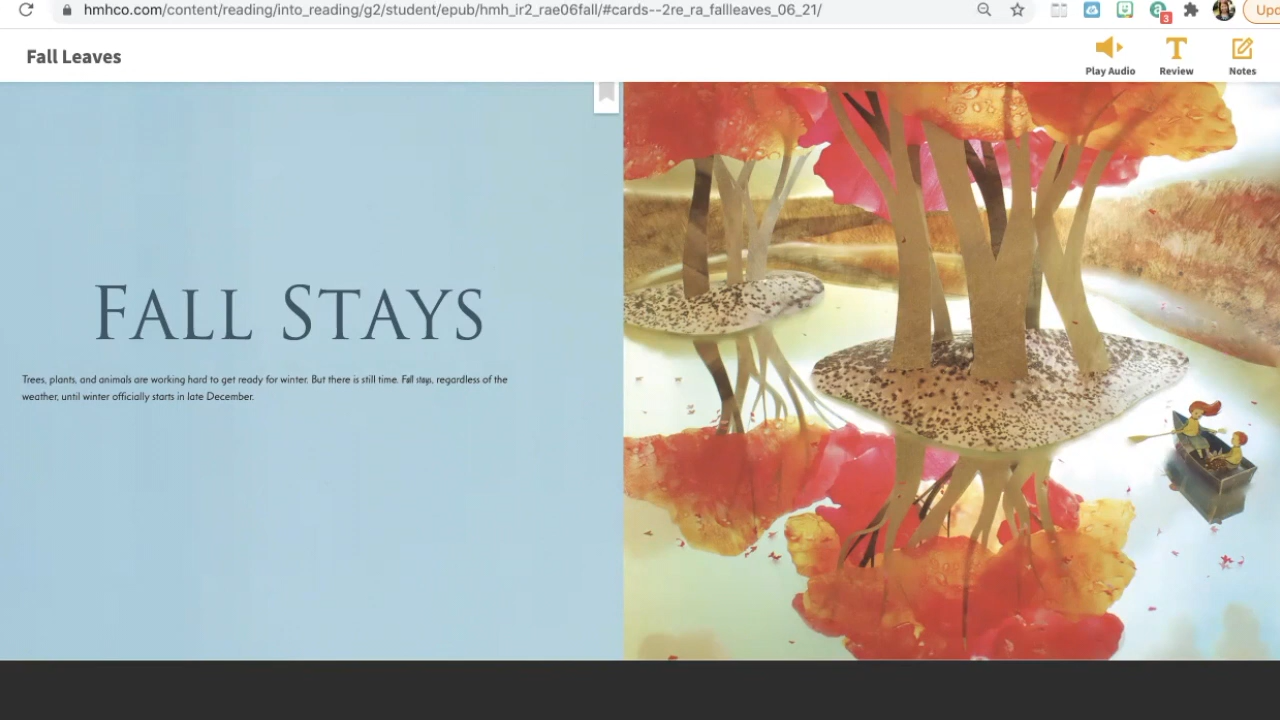 hmhco.com/content/reading/into_reading/g2/student/epub/hmh_ir2_rae06fall/#cards--2re_ra_fallleaves_06_21/
3
Upd
Fall Leaves
Play Audio
Review
Notes
FALL STAYS
Trees, plants, and animals are working hard to get ready for winter. But there is still time. Fall stays, regardless of the
weather, until winter officially starts in late December.